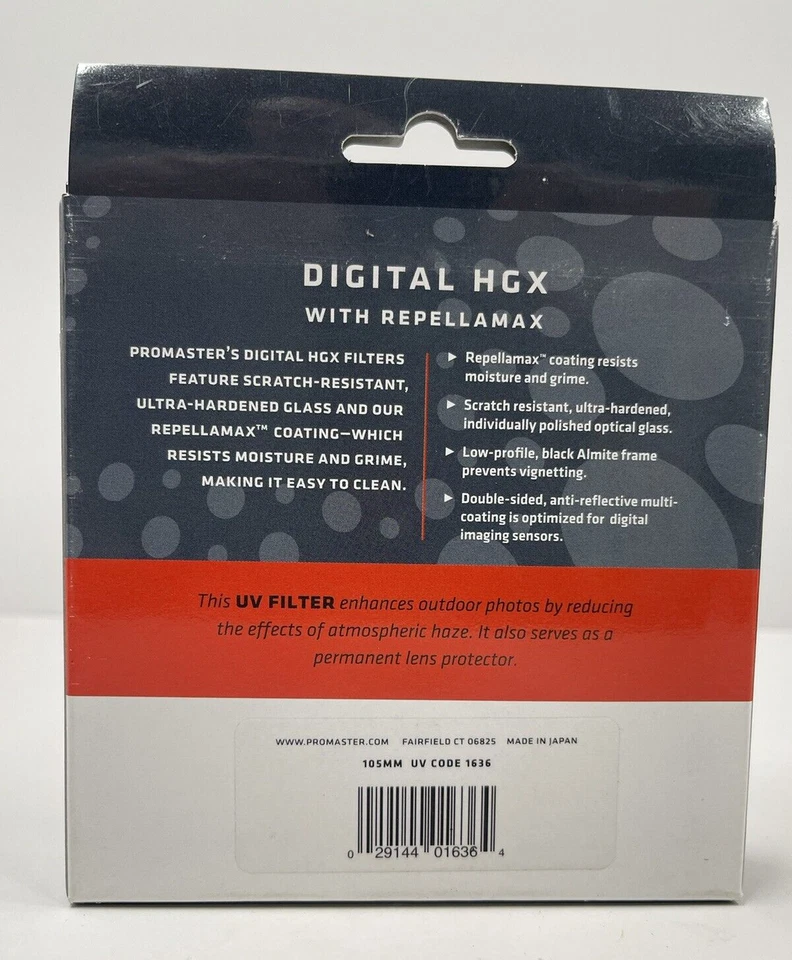 DIGITAL HGX
WITH REPELLAMAX
PROMASTER'S DIGITAL HGX FILTERS
FEATURE SCRATCH-RESISTANT,
ULTRA-HARDENED GLASS AND OUR
REPELLAMAX™ COATING—WHICH
RESISTS MOISTURE AND GRIME,
MAKING IT EASY TO CLEAN.
▶ Repellamax™ coating resists
moisture and grime.
▶ Scratch resistant, ultra-hardened,
individually polished optical glass.
▶ Low-profile, black Almite frame
prevents vignetting.
▶ Double-sided, anti-reflective multi-
coating is optimized for digital
imaging sensors.
This UV FILTER enhances outdoor photos by reducing
the effects of atmospheric haze. It also serves as a
permanent lens protector.
WWW.PROMASTER.COM FAIRFIELD CT 06825 MADE IN JAPAN
105MM UV CODE 1636
0 29144 01636 4